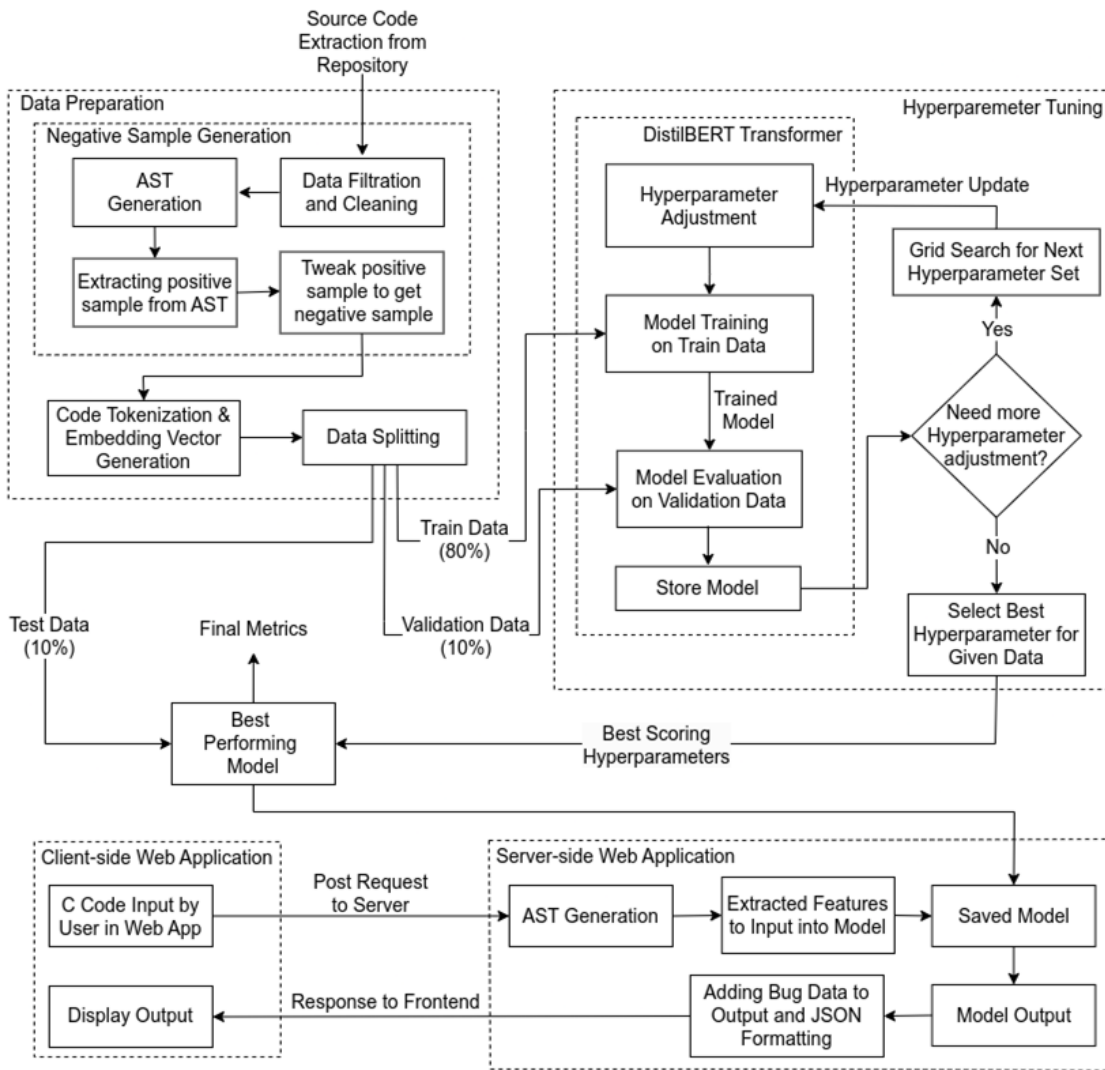 Source Code
Extraction from
Repository
Data Preparation
Negative Sample Generation
AST
Generation
Data Filtration
and Cleaning
Extracting positive
sample from AST
Tweak positive
sample to get
negative sample
Code Tokenization &
Embedding Vector
Generation
Data Splitting
Hyperparemeter Tuning
DistilBERT Transformer
Hyperparameter
Adjustment
Hyperparameter Update
Grid Search for Next
Hyperparameter Set
Model Training
on Train Data
Yes
Trained
Model
Need more
Hyperparameter
adjustment?
Model Evaluation
on Validation Data
Train Data
(80%)
No
Store Model
Test Data
(10%)
Final Metrics
Validation Data
(10%)
Select Best
Hyperparameter for
Given Data
Best
Performing
Model
Best Scoring
Hyperparameters
Client-side Web Application
Server-side Web Application
C Code Input by
User in Web App
Post Request
to Server
AST Generation
Extracted Features
to Input into Model
Saved Model
Display Output
Response to Frontend
Adding Bug Data to
Output and JSON
Formatting
Model Output